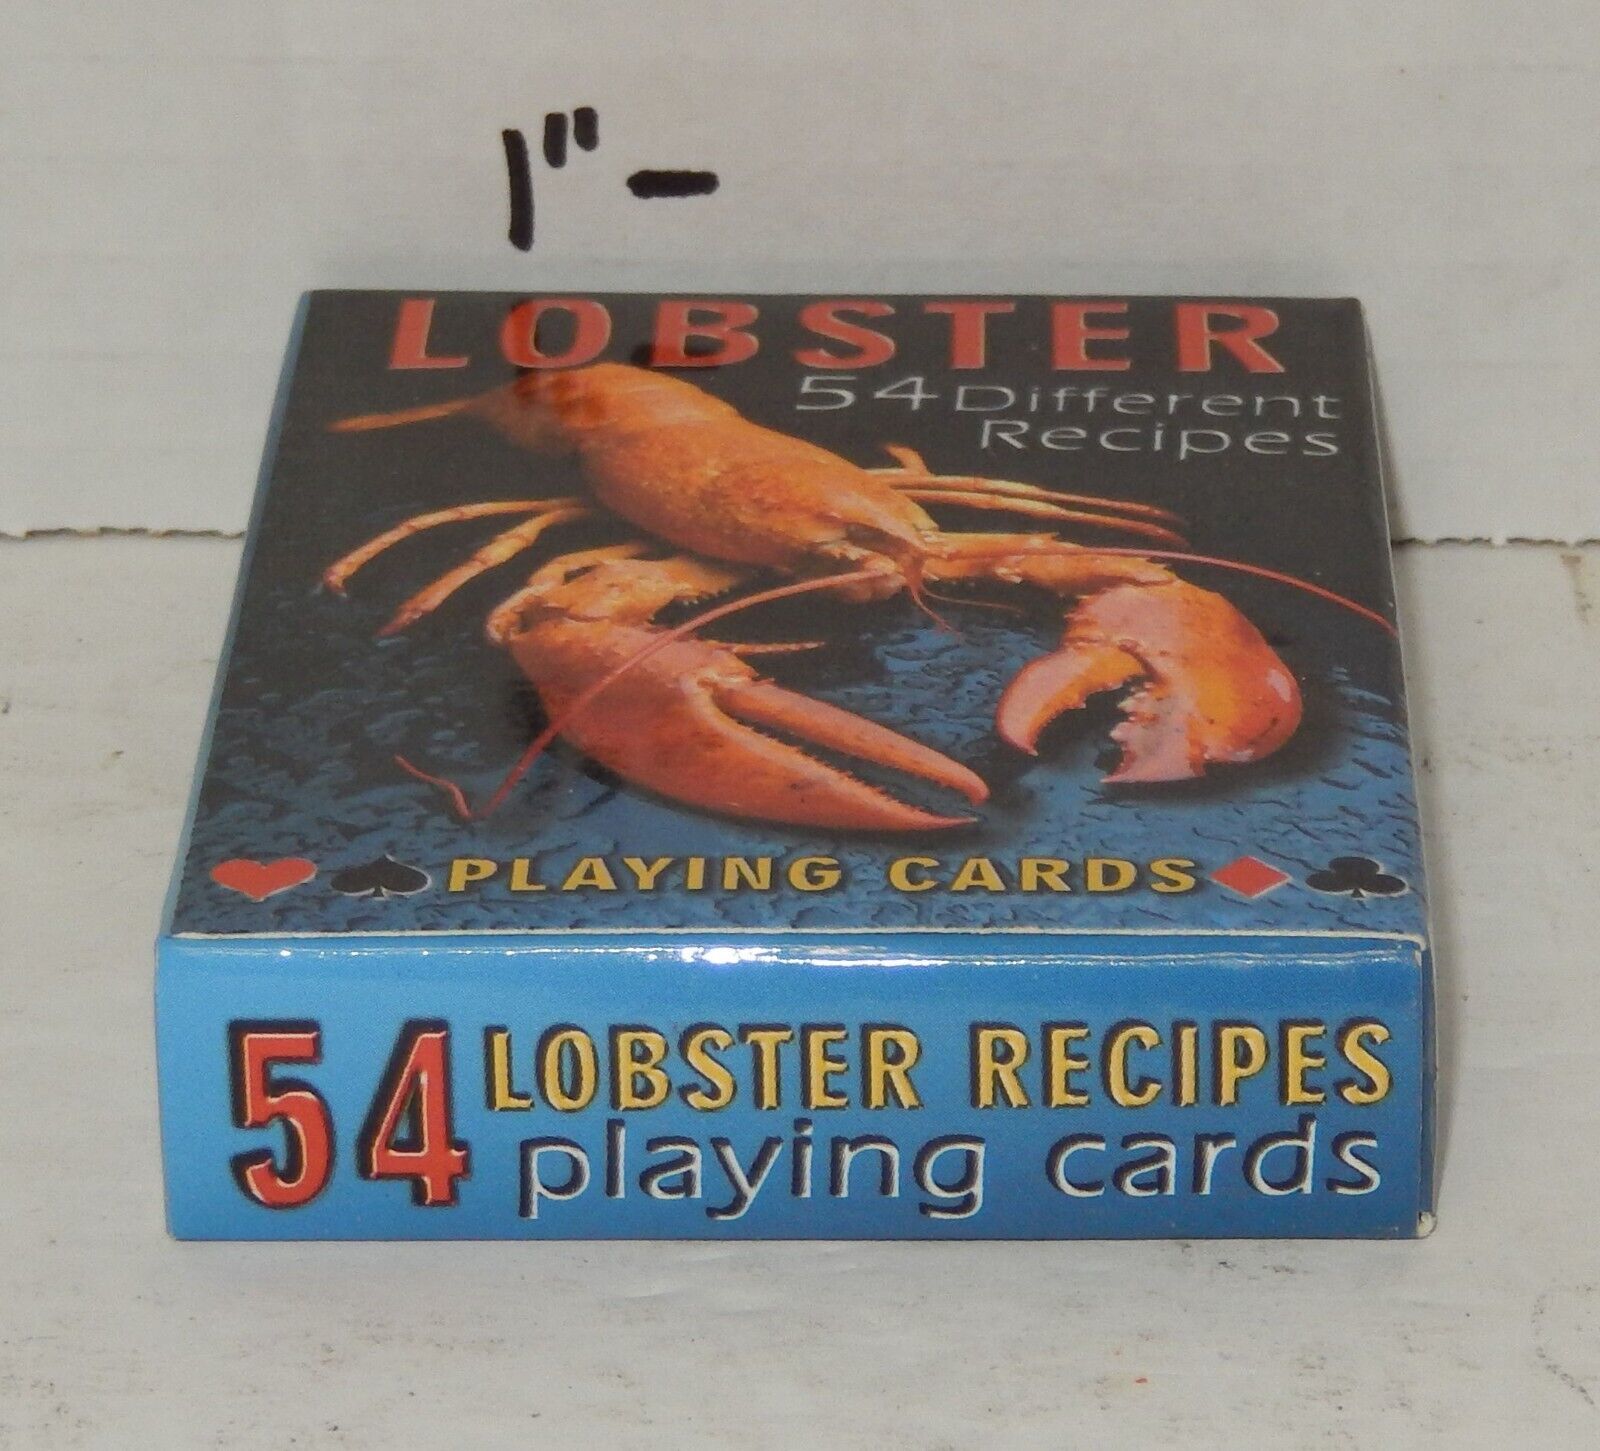 1"-
LOBSTER
54 Different
Recipes
PLAYING CARDS
54 LOBSTER RECIPES
playing cards